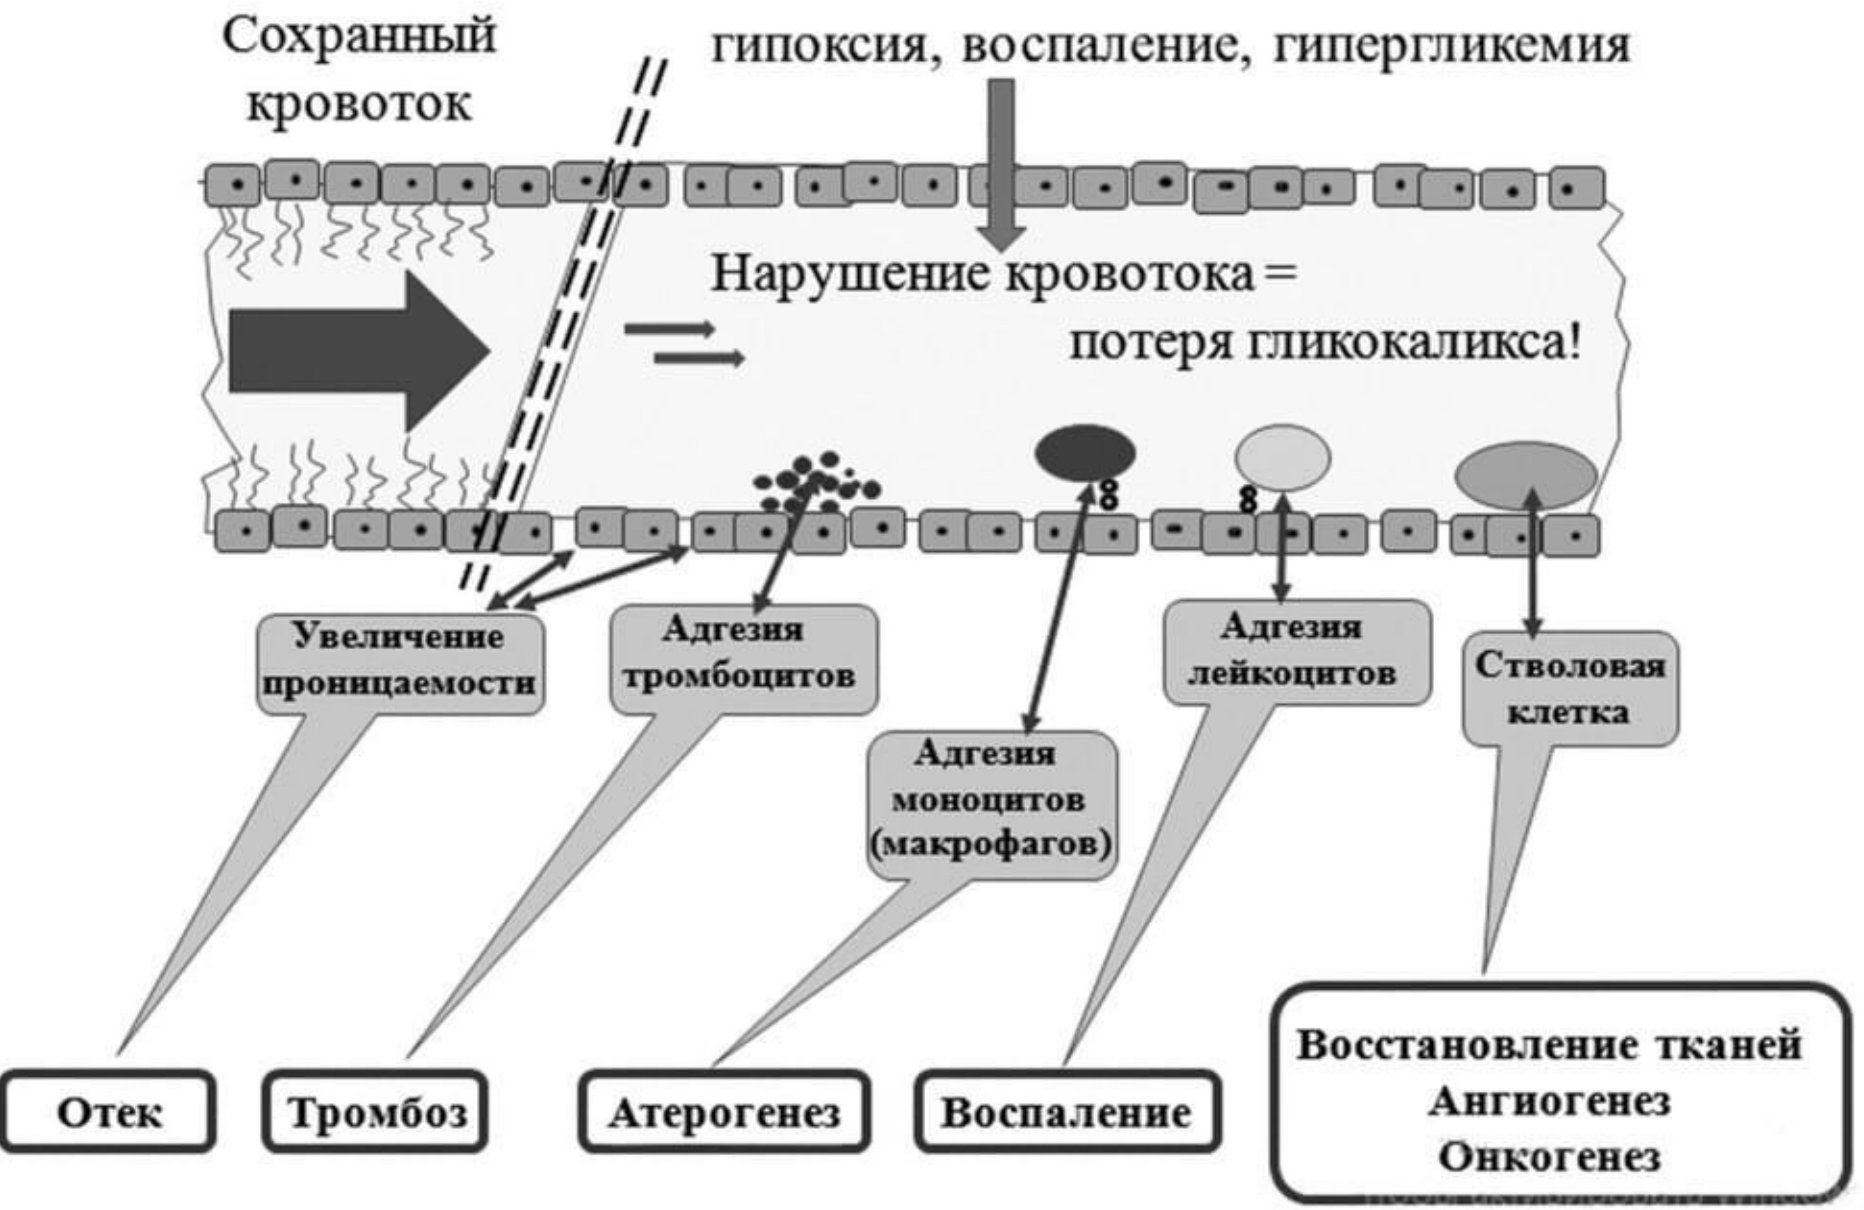 Сохранный
кровоток
гипоксия, воспаление, гипергликемия
Нарушение кровотока =
потеря гликокаликса!
Увеличение
проницаемости
Адгезия
тромбоцитов
Адгезия
моноцитов
(макрофагов)
Адгезия
лейкоцитов
Стволовая
клетка
Отек
Тромбоз
Атерогенез
Воспаление
Восстановление тканей
Ангиогенез
Онкогенез